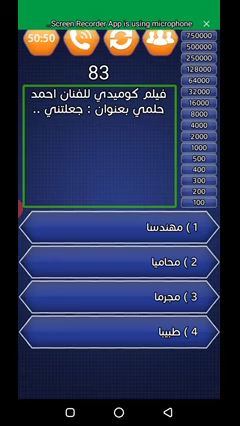 Screen Recorder App is using microphone
50:50
83
750000
500000
250000
128000
64000
32000
16000
8000
4000
2000
1000
500
400
300
200
100
فيلم كوميدي للفنان احمد
حلمي بعنوان : جعلتني ..
1 ) مهندسا
2 ) محاميا
3 ) مجرما
4 ) طبيبا